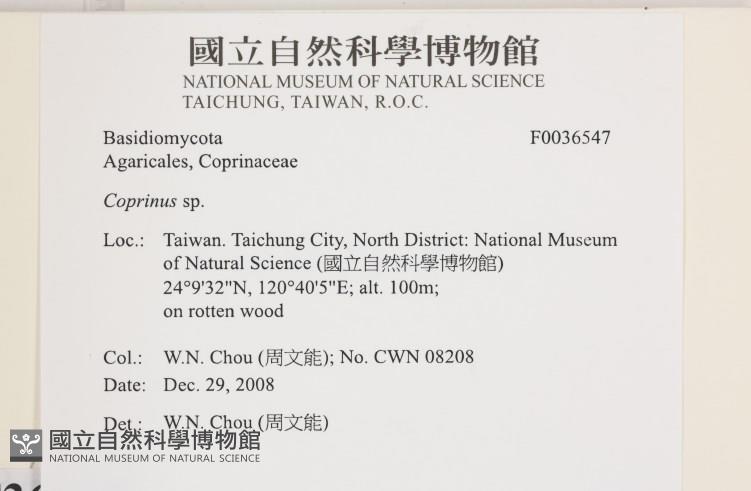 國立自然科學博物館
NATIONAL MUSEUM OF NATURAL SCIENCE
TAICHUNG, TAIWAN, R.O.C.
Basidiomycota F0036547
Agaricales, Coprinaceae
Coprinus sp.
Loc.: Taiwan. Taichung City, North District: National Museum
of Natural Science (國立自然科學博物館)
24°9'32"N, 120°40'5"E; alt. 100m;
on rotten wood
Col.: W.N. Chou (周文能); No. CWN 08208
Date: Dec. 29, 2008
Det.: W.N. Chou (周文能)
國立自然科學博物館
NATIONAL MUSEUM OF NATURAL SCIENCE